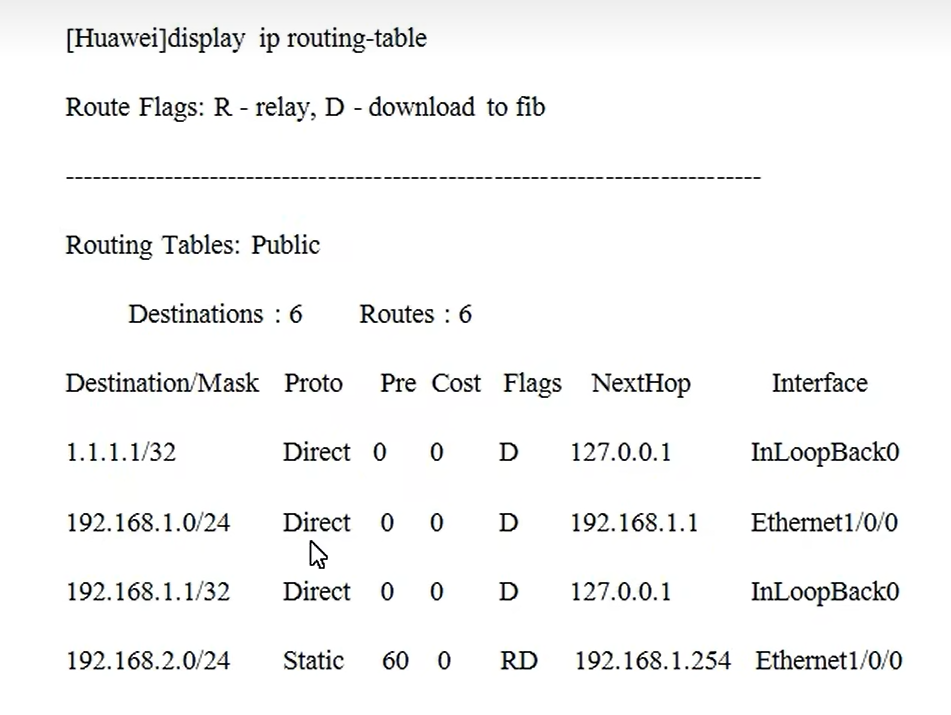 [Huawei]display ip routing-table
Route Flags: R - relay, D - download to fib
------------------------------------------------------------------------------
Routing Tables: Public
Destinations : 6 Routes : 6
Destination/Mask Proto Pre Cost Flags NextHop Interface
1.1.1.1/32 Direct 0 0 D 127.0.0.1 InLoopBack0
192.168.1.0/24 Direct 0 0 D 192.168.1.1 Ethernet1/0/0
192.168.1.1/32 Direct 0 0 D 127.0.0.1 InLoopBack0
192.168.2.0/24 Static 60 0 RD 192.168.1.254 Ethernet1/0/0